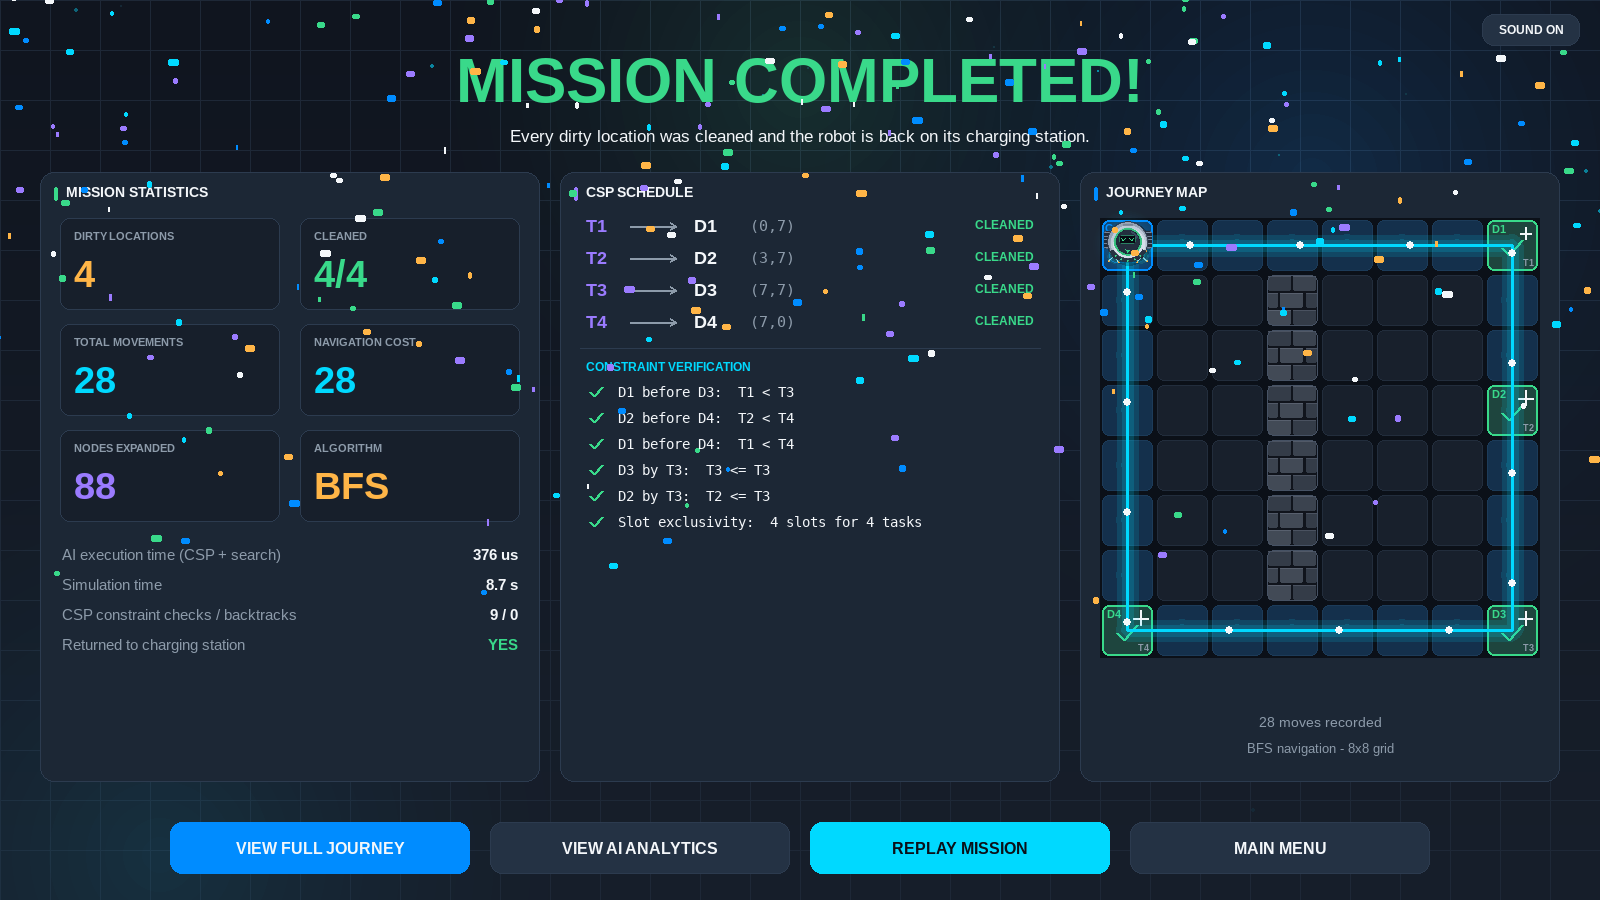 SOUND ON
MISSION COMPLETED!
Every dirty location was cleaned and the robot is back on its charging station.
MISSION STATISTICS
DIRTY LOCATIONS
4
CLEANED
4/4
TOTAL MOVEMENTS
28
NAVIGATION COST
28
NODES EXPANDED
88
ALGORITHM
BFS
AI execution time (CSP + search) 376 us
Simulation time 8.7 s
CSP constraint checks / backtracks 9 / 0
Returned to charging station YES
CSP SCHEDULE
T1 D1 (0,7) CLEANED
T2 D2 (3,7) CLEANED
T3 D3 (7,7) CLEANED
T4 D4 (7,0) CLEANED
CONSTRAINT VERIFICATION
D1 before D3: T1 < T3
D2 before D4: T2 < T4
D1 before D4: T1 < T4
D3 by T3: T3 <= T3
D2 by T3: T2 <= T3
Slot exclusivity: 4 slots for 4 tasks
JOURNEY MAP
D1
T1
D2
T2
D4
T4
D3
T3
28 moves recorded
BFS navigation - 8x8 grid
VIEW FULL JOURNEY
VIEW AI ANALYTICS
REPLAY MISSION
MAIN MENU